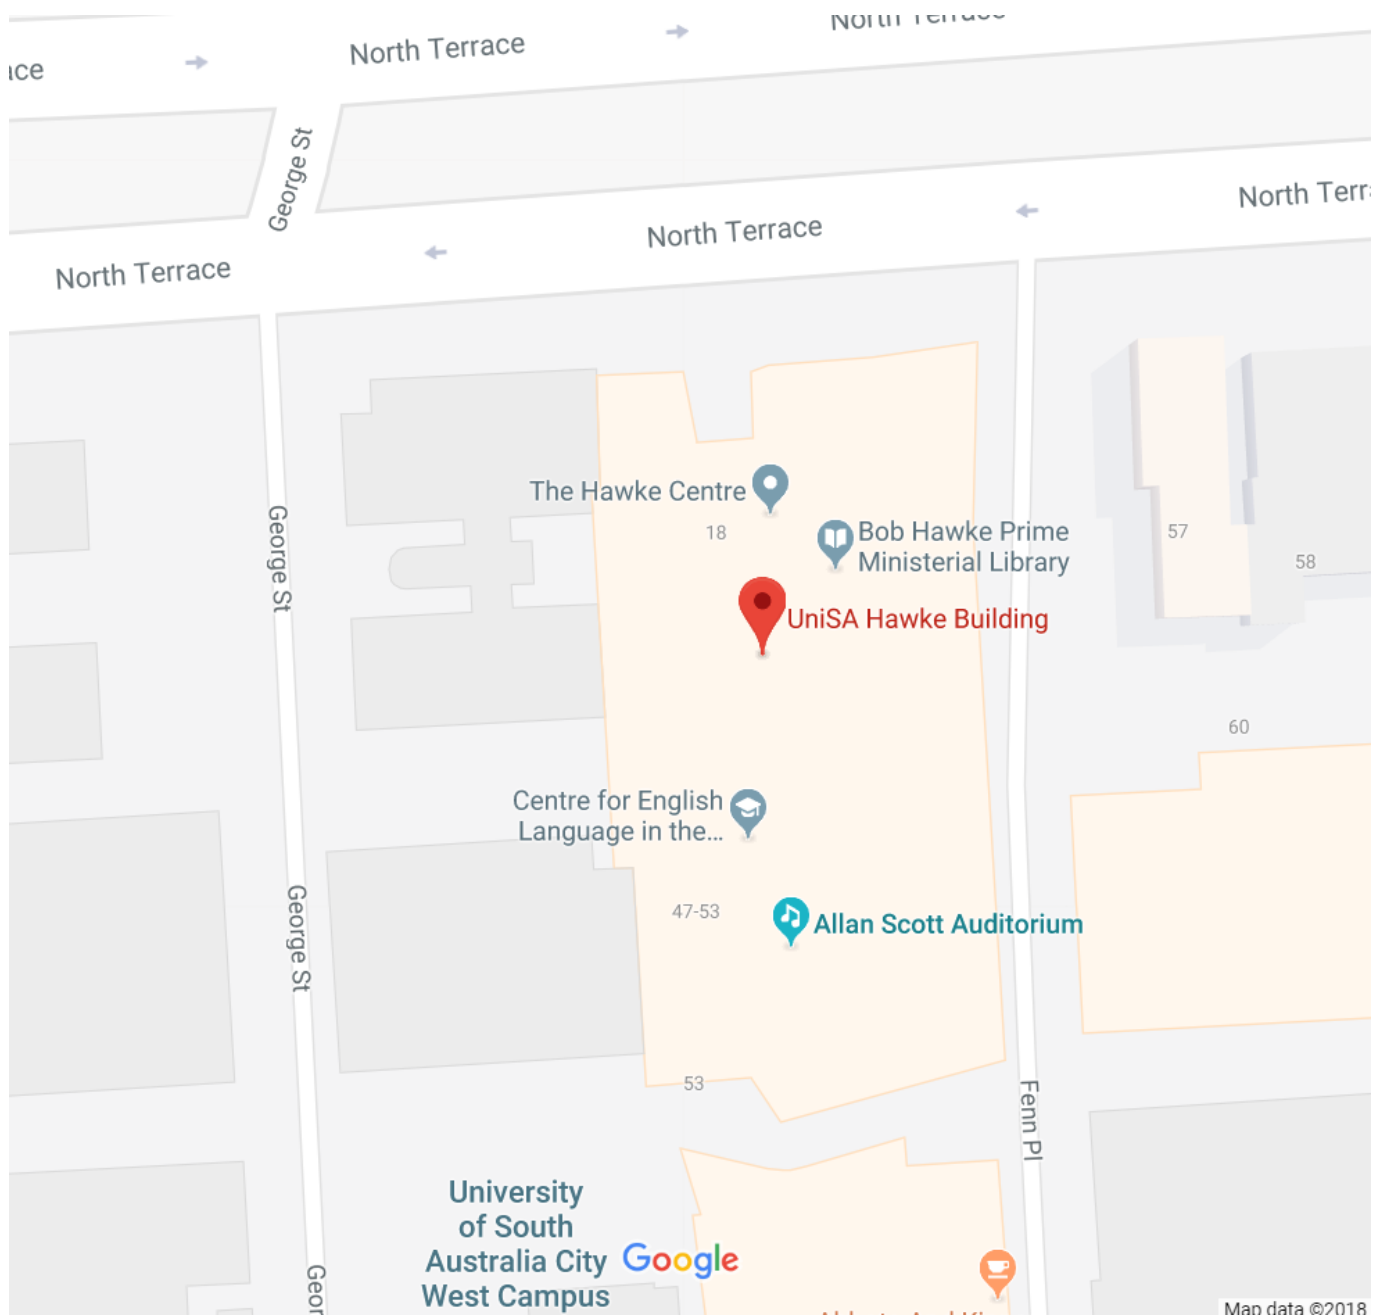 North Terrace
North Terrace
George St
North Terrace
North Terrace
The Hawke Centre
18
Bob Hawke Prime
Ministerial Library
57
58
George St
UniSA Hawke Building
60
Centre for English
Language in the...
47-53
Allan Scott Auditorium
George St
53
Fenn Pl
University
of South
Australia City
West Campus
Google
Map data ©2018